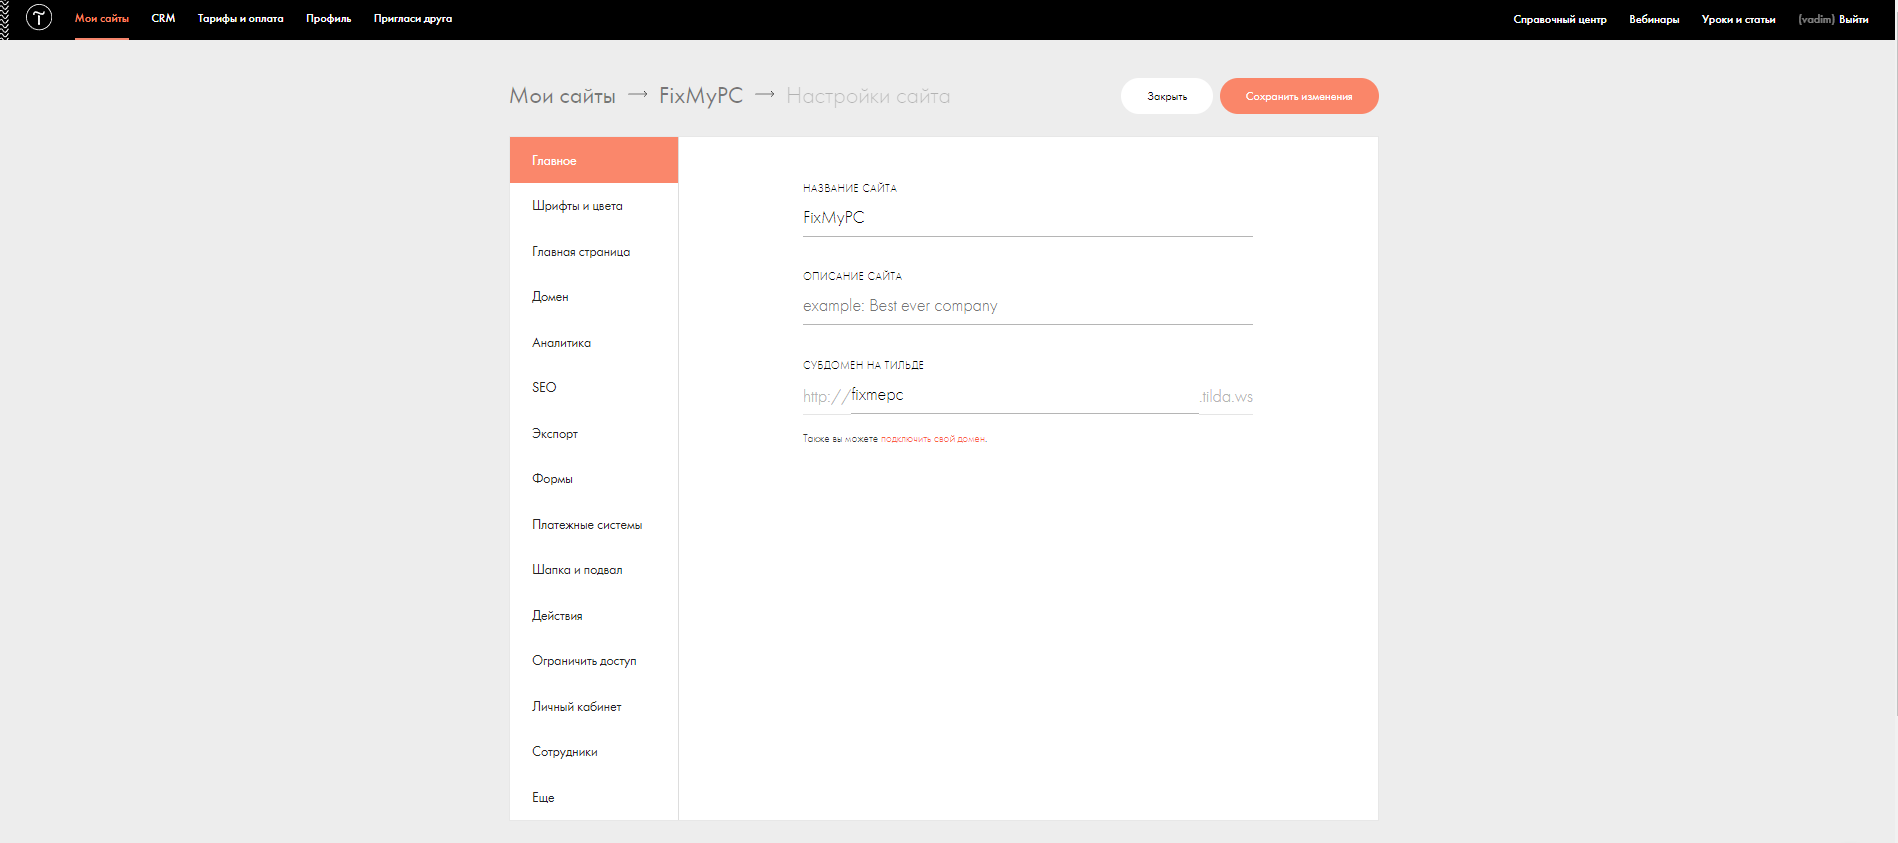 Мои сайты CRM Тарифы и оплата Профиль Пригласи друга Справочный центр Вебинары Уроки и статьи (vadim) Выйти
Мои сайты → FixMyPC → Настройки сайта
Закрыть
Сохранить изменения
Главное
Шрифты и цвета
Главная страница
Домен
Аналитика
SEO
Экспорт
Формы
Платежные системы
Шапка и подвал
Действия
Ограничить доступ
Личный кабинет
Сотрудники
Еще
НАЗВАНИЕ САЙТА
FixMyPC
ОПИСАНИЕ САЙТА
example: Best ever company
СУБДОМЕН НА ТИЛЬДЕ
http://fixmepc.tilda.ws
Также вы можете подключить свой домен.